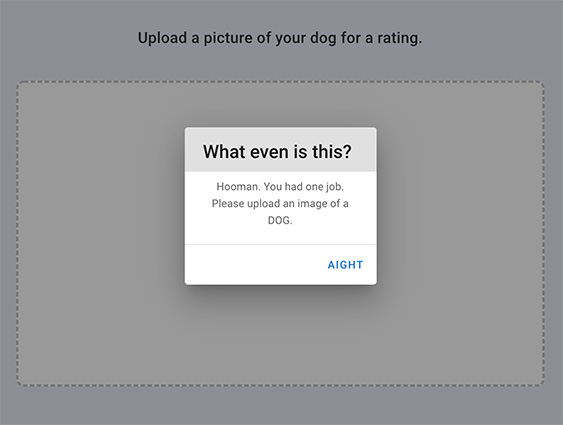 Upload a picture of your dog for a rating.
What even is this?
Hooman. You had one job.
Please upload an image of a
DOG.
AIGHT